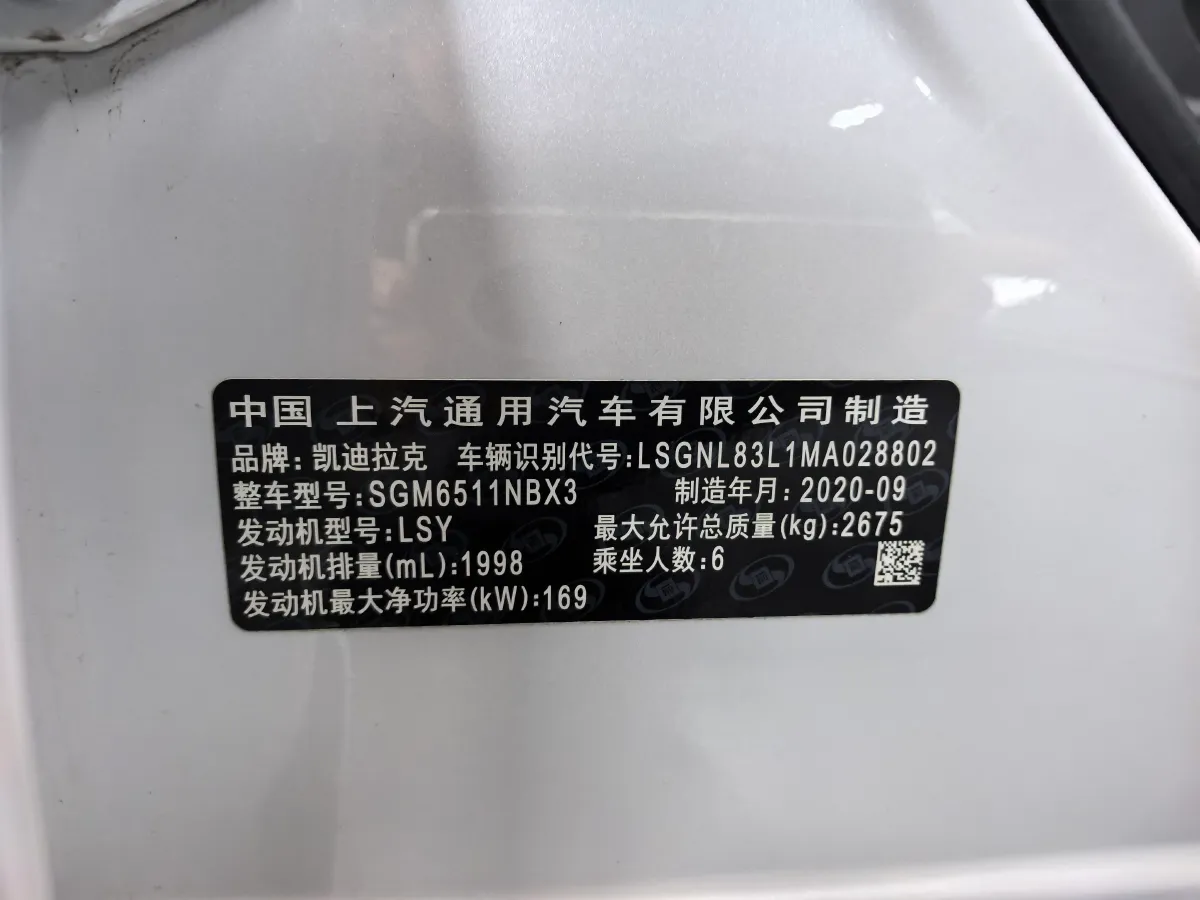 中国 上汽通用汽车有限公司制造
品牌:凯迪拉克 车辆识别代号:LSGNL83L1MA028802
整车型号:SGM6511NBX3 制造年月:2020-09
发动机型号:LSY 最大允许总质量(kg):2675
发动机排量(mL):1998 乘坐人数:6
发动机最大净功率(kW):169